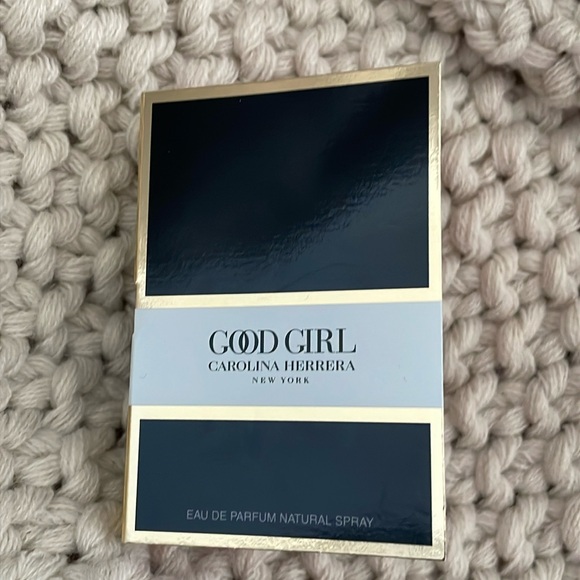 GOOD GIRL
CAROLINA HERRERA
NEW YORK
EAU DE PARFUM NATURAL SPRAY